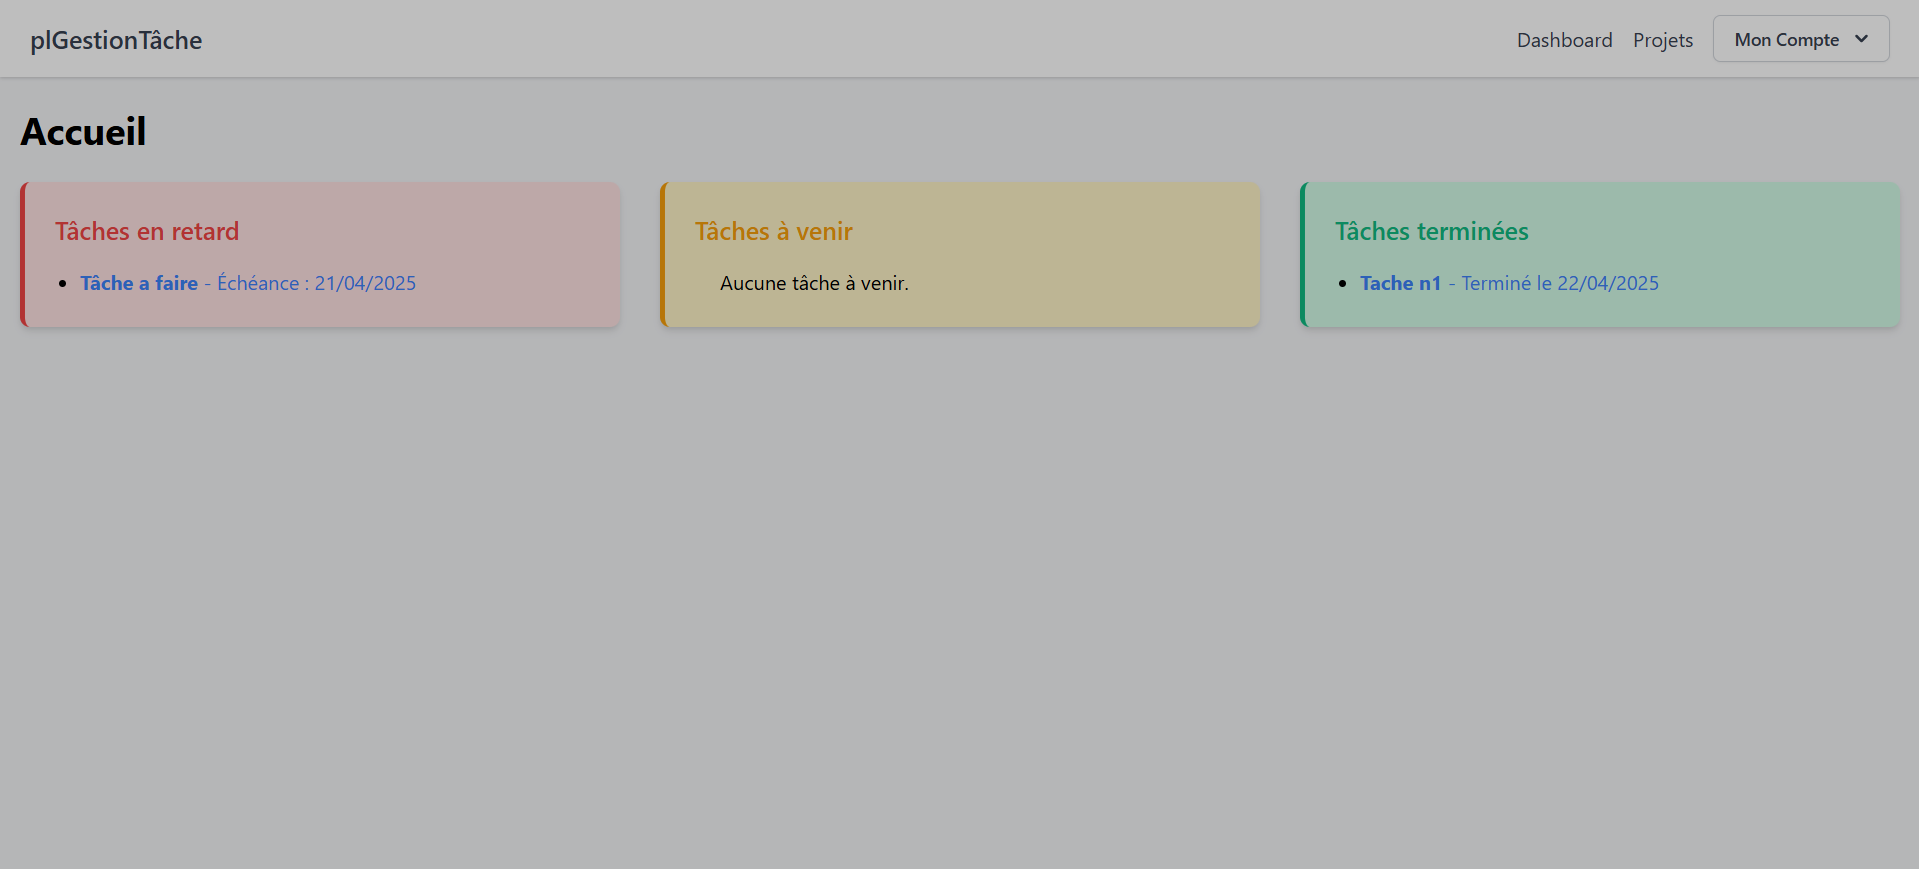 plGestionTâche
Dashboard Projets Mon Compte
Accueil
Tâches en retard
Tâche a faire - Échéance : 21/04/2025
Tâches à venir
Aucune tâche à venir.
Tâches terminées
Tache n1 - Terminé le 22/04/2025